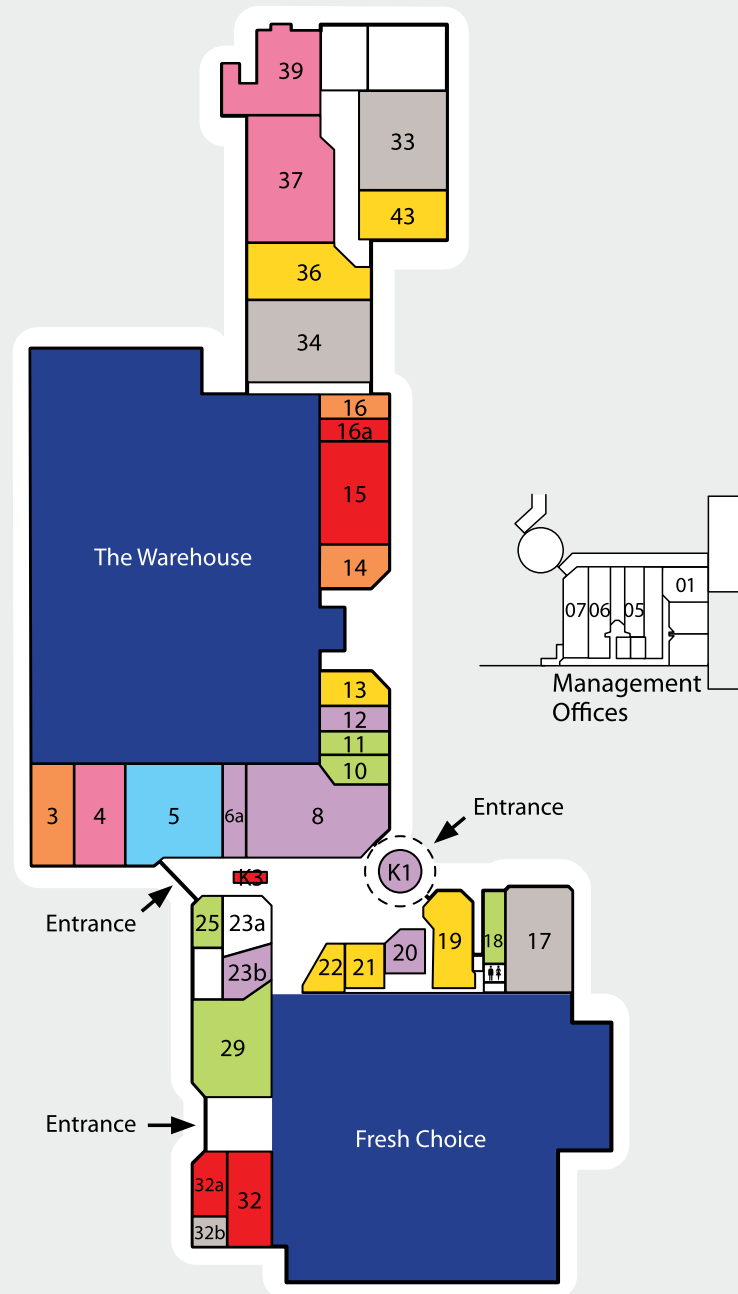 39
33
37
43
36
34
16
16a
15
The Warehouse
14
01
07
06
05
Management
Offices
13
12
11
10
Entrance
3
4
5
6a
8
K1
K3
Entrance
25
23a
19
18
17
20
22
21
23b
29
Entrance
Fresh Choice
32a
32
32b